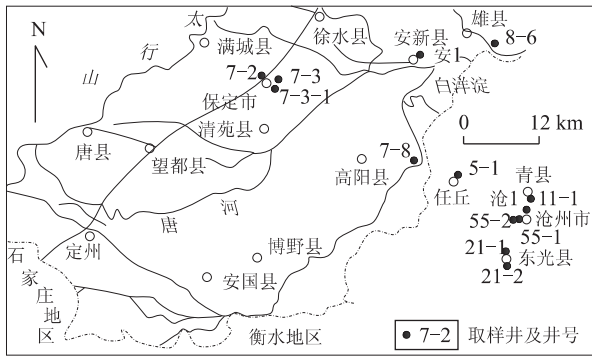 N
太
行
山
满城县
徐水县
安新县
安1
雄县
8-6
7-2
7-3
7-3-1
保定市
清苑县
白洋淀
0 12 km
唐县
望都县
7-8
高阳县
5-1
任丘
青县
沧1
11-1
55-2
沧州市
55-1
21-1
东光县
21-2
唐
河
定州
博野县
安国县
石
家
庄
地
区
衡水地区
7-2 取样井及井号